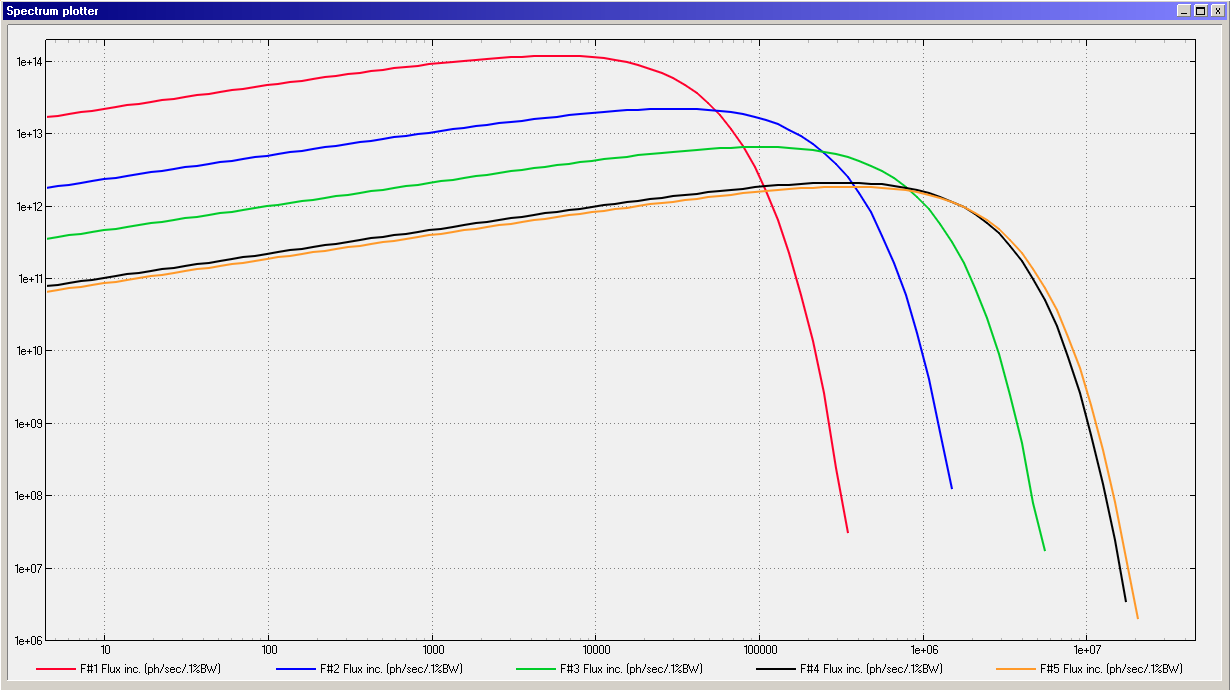 Spectrum plotter
1e+14
1e+13
1e+12
1e+11
1e+10
1e+09
1e+08
1e+07
1e+06
10 100 1000 10000 100000 1e+06 1e+07
F#1 Flux inc. (ph/sec/.1%BW) F#2 Flux inc. (ph/sec/.1%BW) F#3 Flux inc. (ph/sec/.1%BW) F#4 Flux inc. (ph/sec/.1%BW) F#5 Flux inc. (ph/sec/.1%BW)